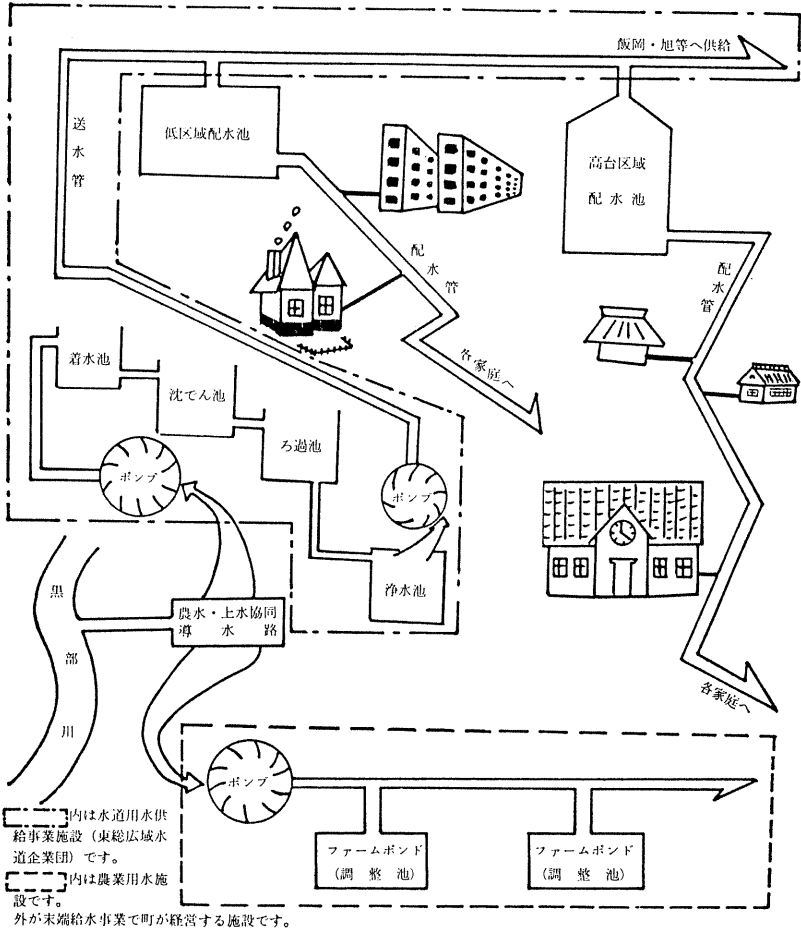 飯岡・旭等へ供給
送水管
低区域配水池
高台区域
配水池
配水管
配水管
各家庭へ
着水池
沈でん池
ろ過池
ポンプ
ポンプ
浄水池
黒部川
農水・上水協同
導水路
各家庭へ
ポンプ
ファームポンド
(調整池)
ファームポンド
(調整池)
内は水道用水供
給事業施設（東総広域水
道企業団）です。
内は農業用水施
設です。
外が末端給水事業で町が経営する施設です。